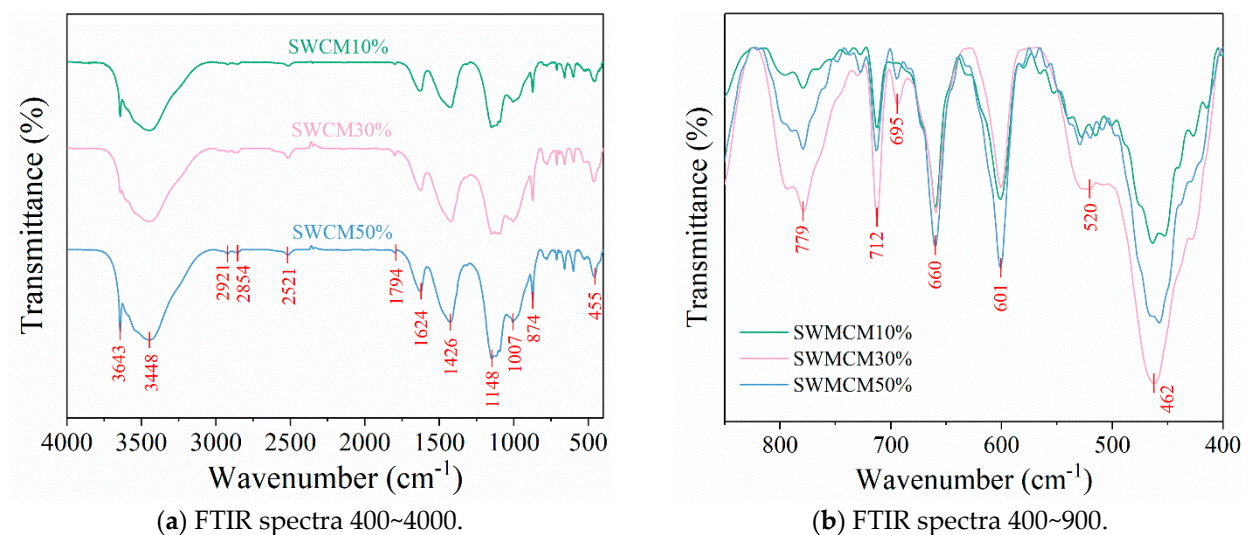 Transmittance (%)
SWCM10%
SWCM30%
SWCM50%
3643
3448
2921
2854
2521
1794
1624
1426
1148
1007
874
455
4000 3500 3000 2500 2000 1500 1000 500
Wavenumber (cm⁻¹)
(a) FTIR spectra 400~4000.
Transmittance (%)
779
712
695
660
601
520
462
SWMCM10%
SWMCM30%
SWMCM50%
800 700 600 500 400
Wavenumber (cm⁻¹)
(b) FTIR spectra 400~900.